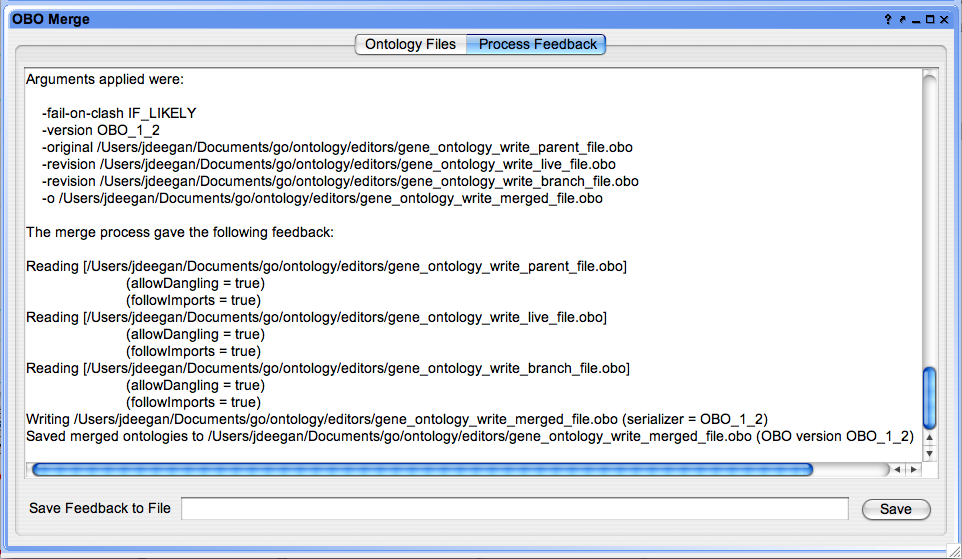 OBO Merge
Ontology Files Process Feedback
Arguments applied were:
-fail-on-clash IF_LIKELY
-version OBO_1_2
-original /Users/jdeegan/Documents/go/ontology/editors/gene_ontology_write_parent_file.obo
-revision /Users/jdeegan/Documents/go/ontology/editors/gene_ontology_write_live_file.obo
-revision /Users/jdeegan/Documents/go/ontology/editors/gene_ontology_write_branch_file.obo
-o /Users/jdeegan/Documents/go/ontology/editors/gene_ontology_write_merged_file.obo
The merge process gave the following feedback:
Reading [/Users/jdeegan/Documents/go/ontology/editors/gene_ontology_write_parent_file.obo]
(allowDangling = true)
(followImports = true)
Reading [/Users/jdeegan/Documents/go/ontology/editors/gene_ontology_write_live_file.obo]
(allowDangling = true)
(followImports = true)
Reading [/Users/jdeegan/Documents/go/ontology/editors/gene_ontology_write_branch_file.obo]
(allowDangling = true)
(followImports = true)
Writing /Users/jdeegan/Documents/go/ontology/editors/gene_ontology_write_merged_file.obo (serializer = OBO_1_2)
Saved merged ontologies to /Users/jdeegan/Documents/go/ontology/editors/gene_ontology_write_merged_file.obo (OBO version OBO_1_2)
Save Feedback to File Save